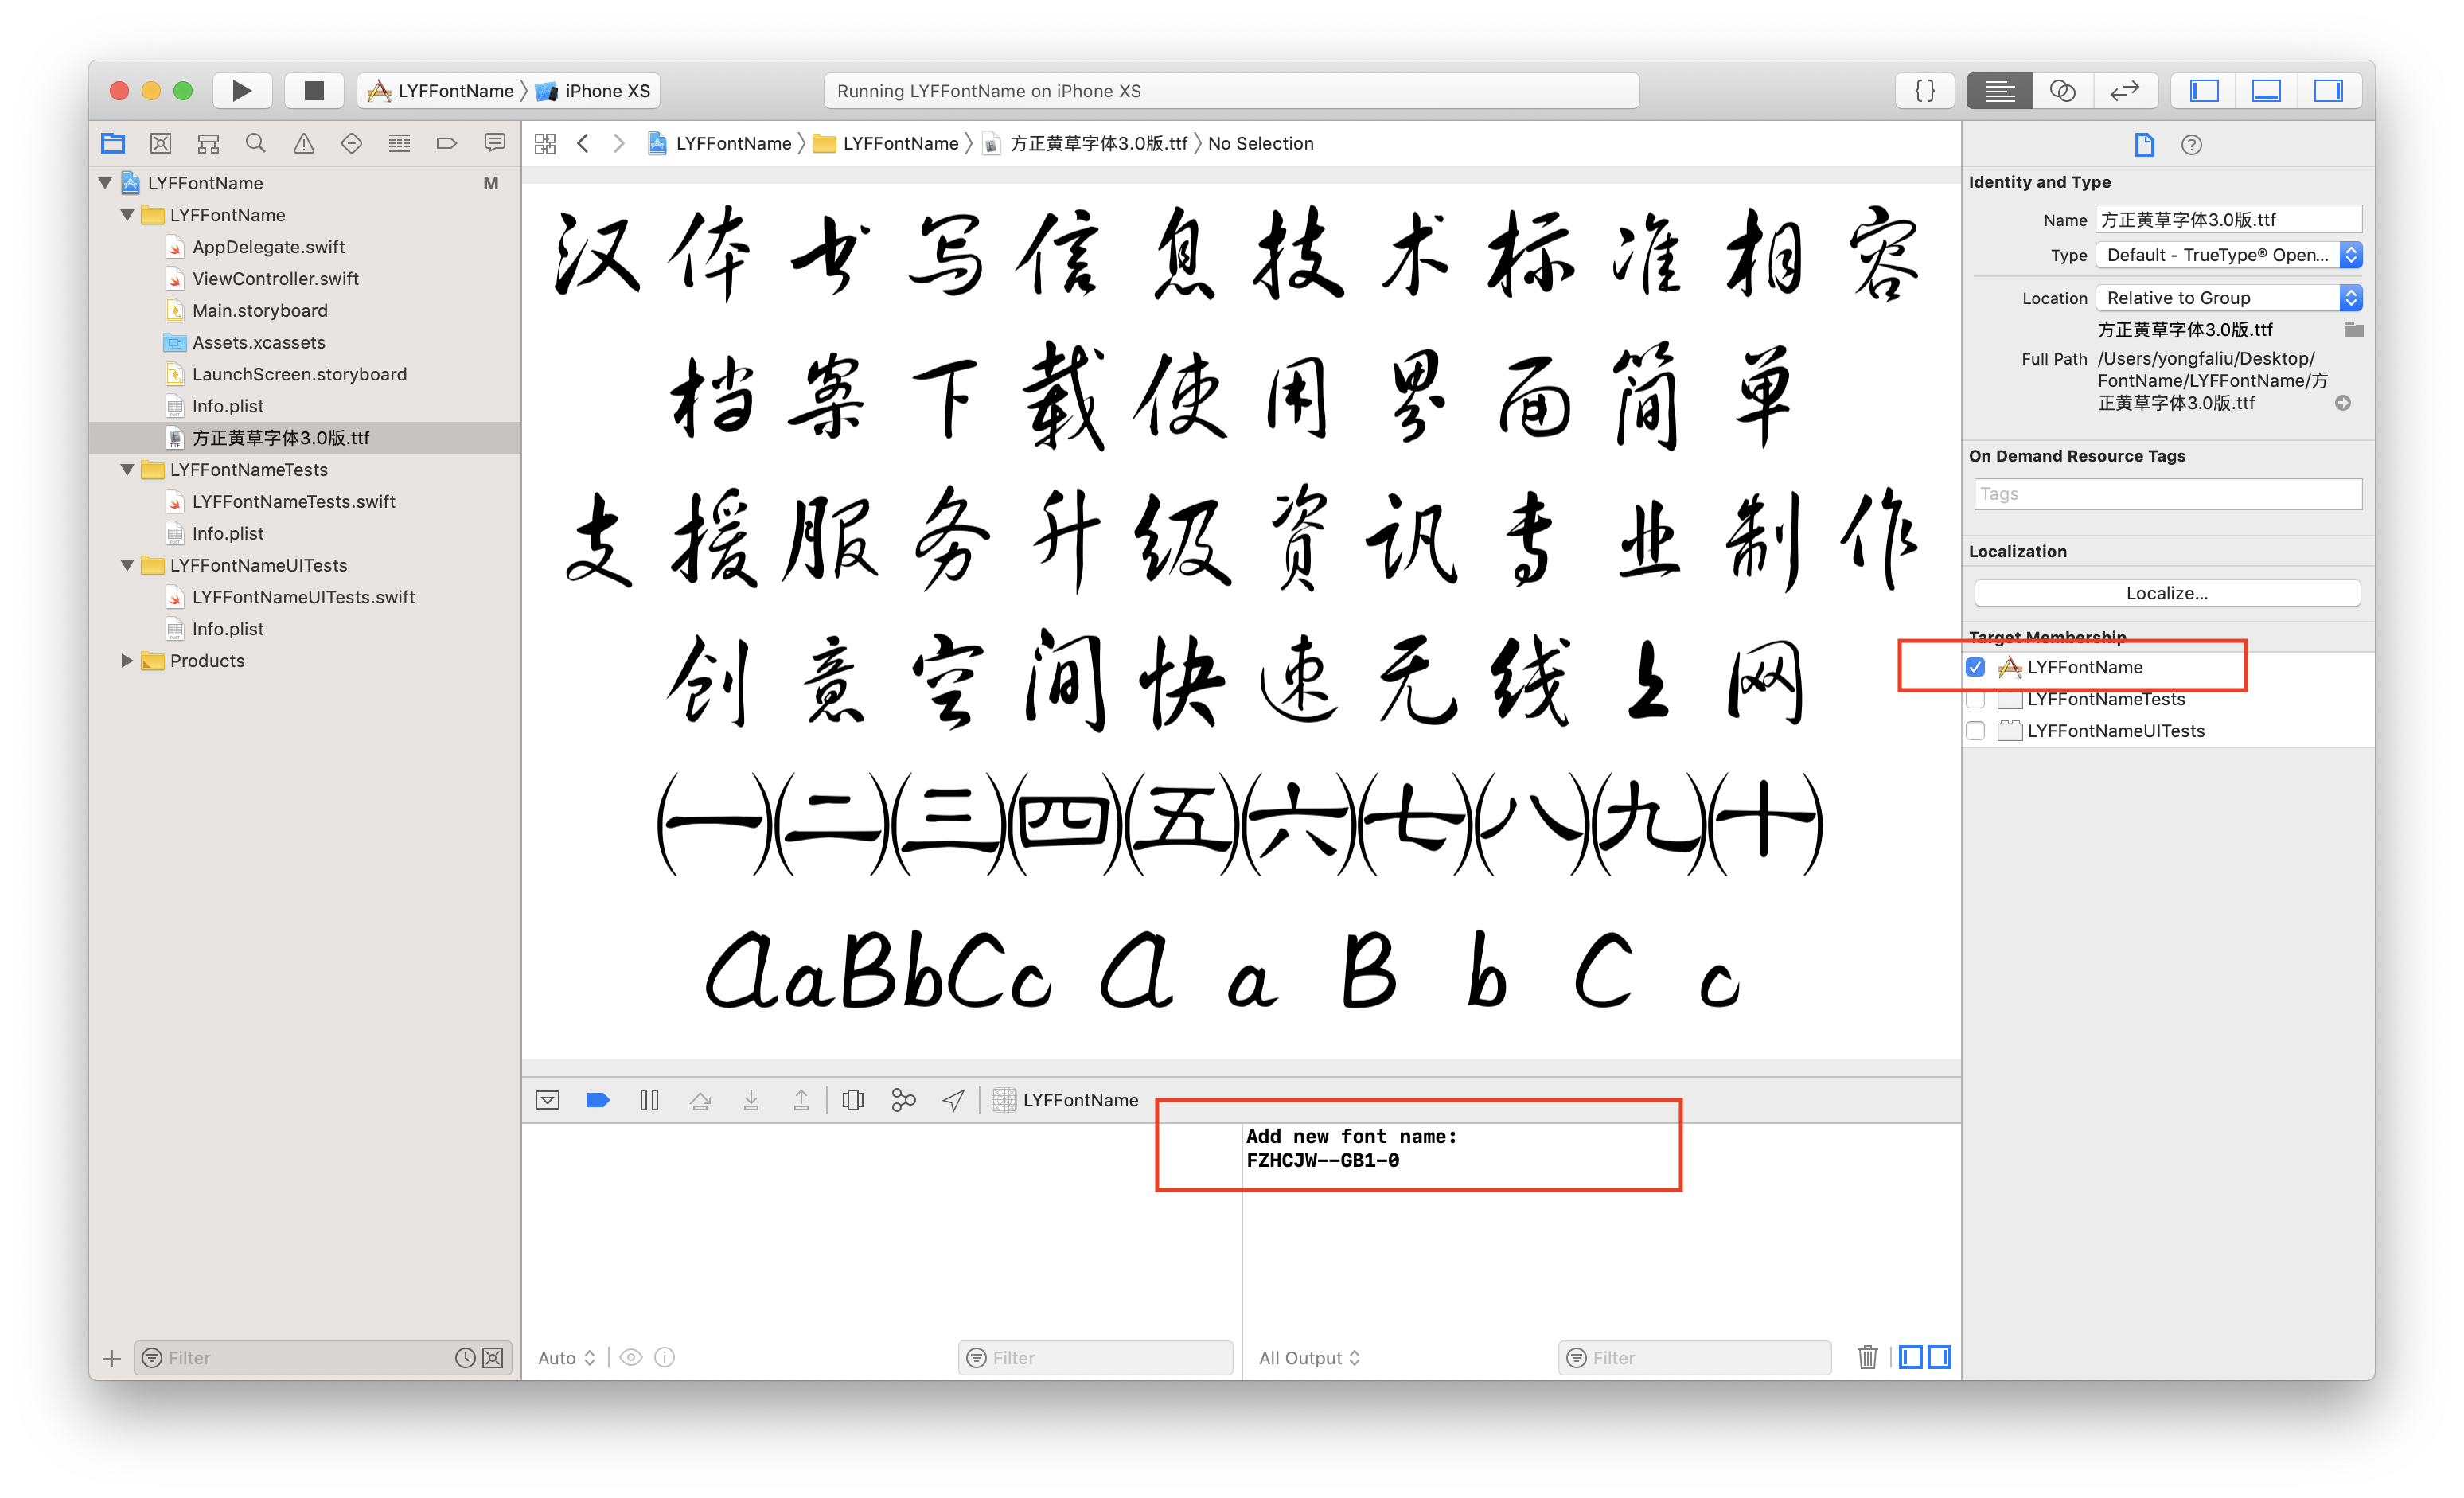 LYFFontName 〉 iPhone XS
Running LYFFontName on iPhone XS
{ }
LYFFontName 〉 LYFFontName 〉 方正黄草字体3.0版.ttf 〉 No Selection
LYFFontName M
LYFFontName
AppDelegate.swift
ViewController.swift
Main.storyboard
Assets.xcassets
LaunchScreen.storyboard
Info.plist
方正黄草字体3.0版.ttf
LYFFontNameTests
LYFFontNameTests.swift
Info.plist
LYFFontNameUITests
LYFFontNameUITests.swift
Info.plist
Products
Filter
汉体书写信息技术标准相容
档案下载使用界面简单
支援服务升级資讯专业制作
创意空间快速无线上网
㈠㈡㈢㈣㈤㈥㈦㈧㈨㈩
AaBbCc A a B b C c
LYFFontName
Add new font name:
FZHCJW--GB1-0
Auto
Filter
All Output
Filter
Identity and Type
Name 方正黄草字体3.0版.ttf
Type Default - TrueType® Open...
Location Relative to Group
方正黄草字体3.0版.ttf
Full Path /Users/yongfaliu/Desktop/
FontName/LYFFontName/方
正黄草字体3.0版.ttf
On Demand Resource Tags
Tags
Localization
Localize...
Target Membership
LYFFontName
LYFFontNameTests
LYFFontNameUITests